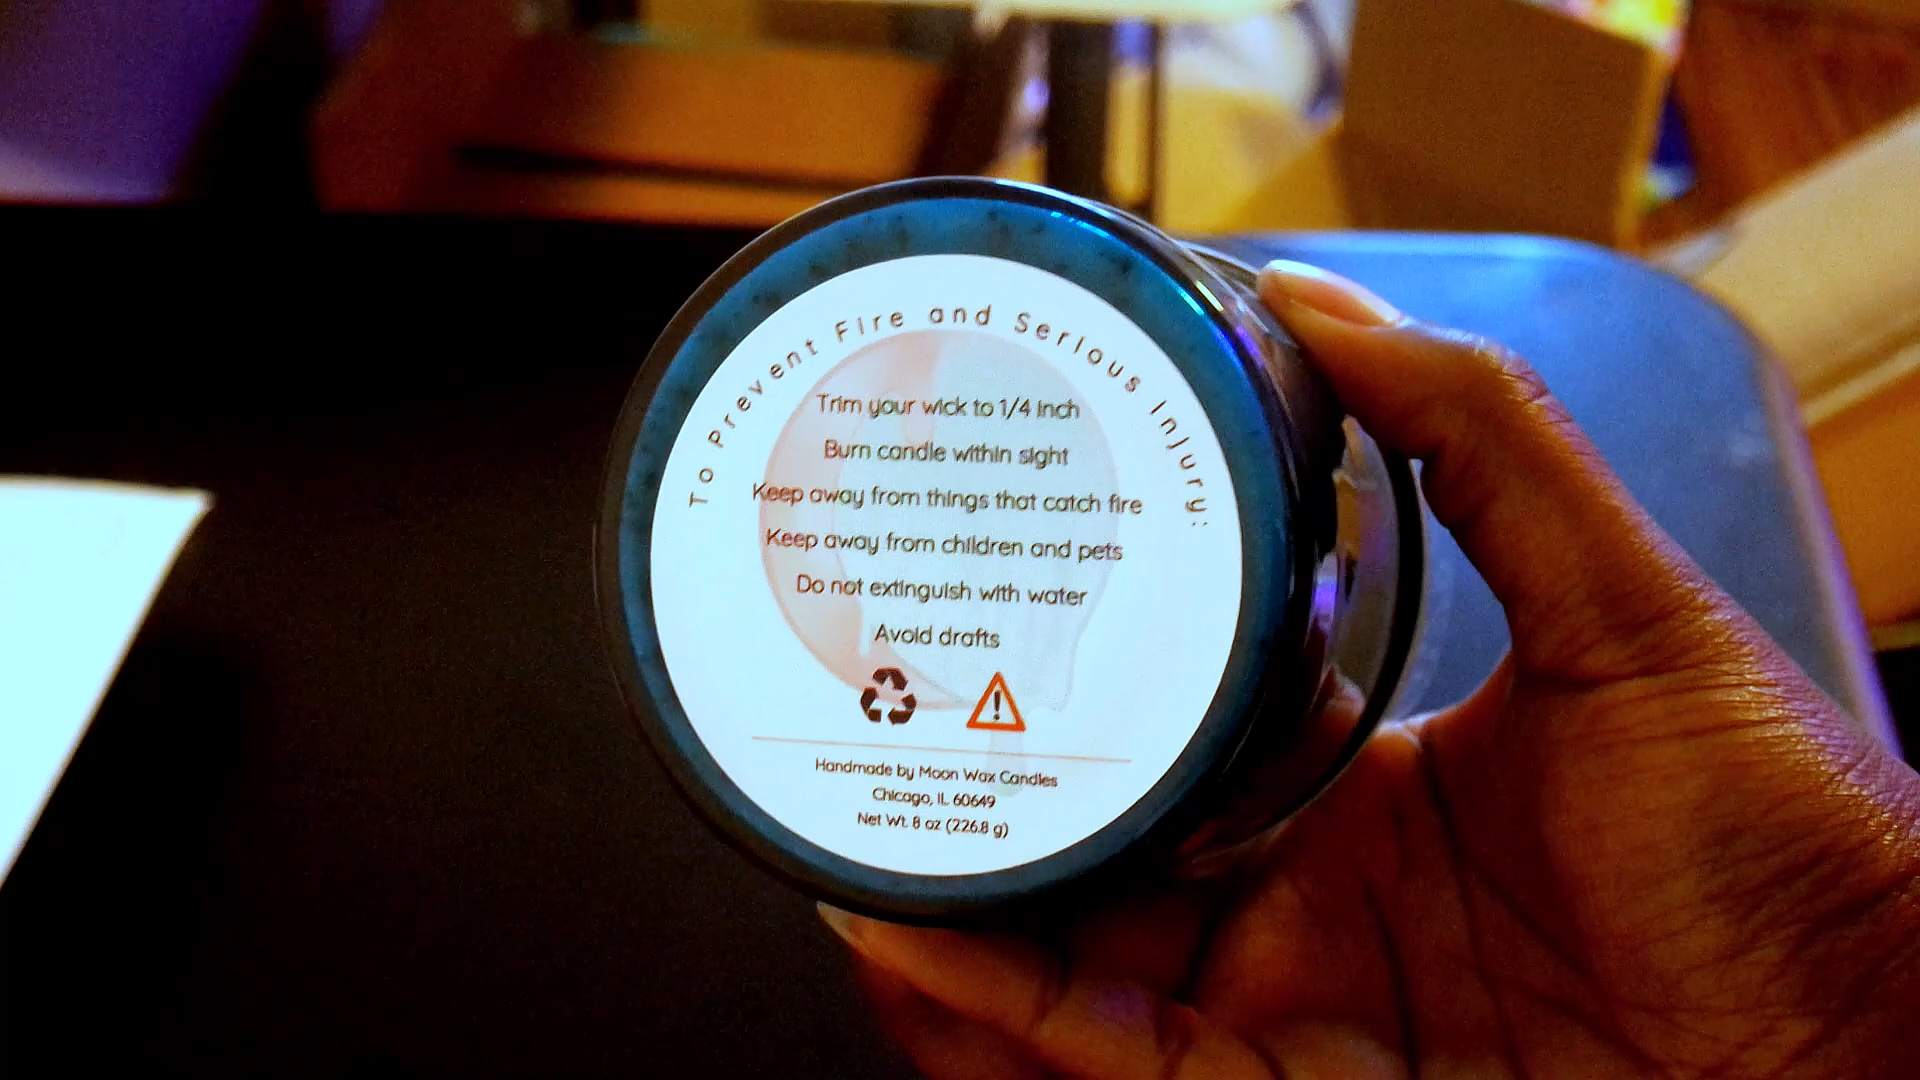 To Prevent Fire and Serious Injury:
Trim your wick to 1/4 inch
Burn candle within sight
Keep away from things that catch fire
Keep away from children and pets
Do not extinguish with water
Avoid drafts
Handmade by Moon Wax Candles
Chicago, IL 60649
Net Wt. 8 oz (226.8 g)